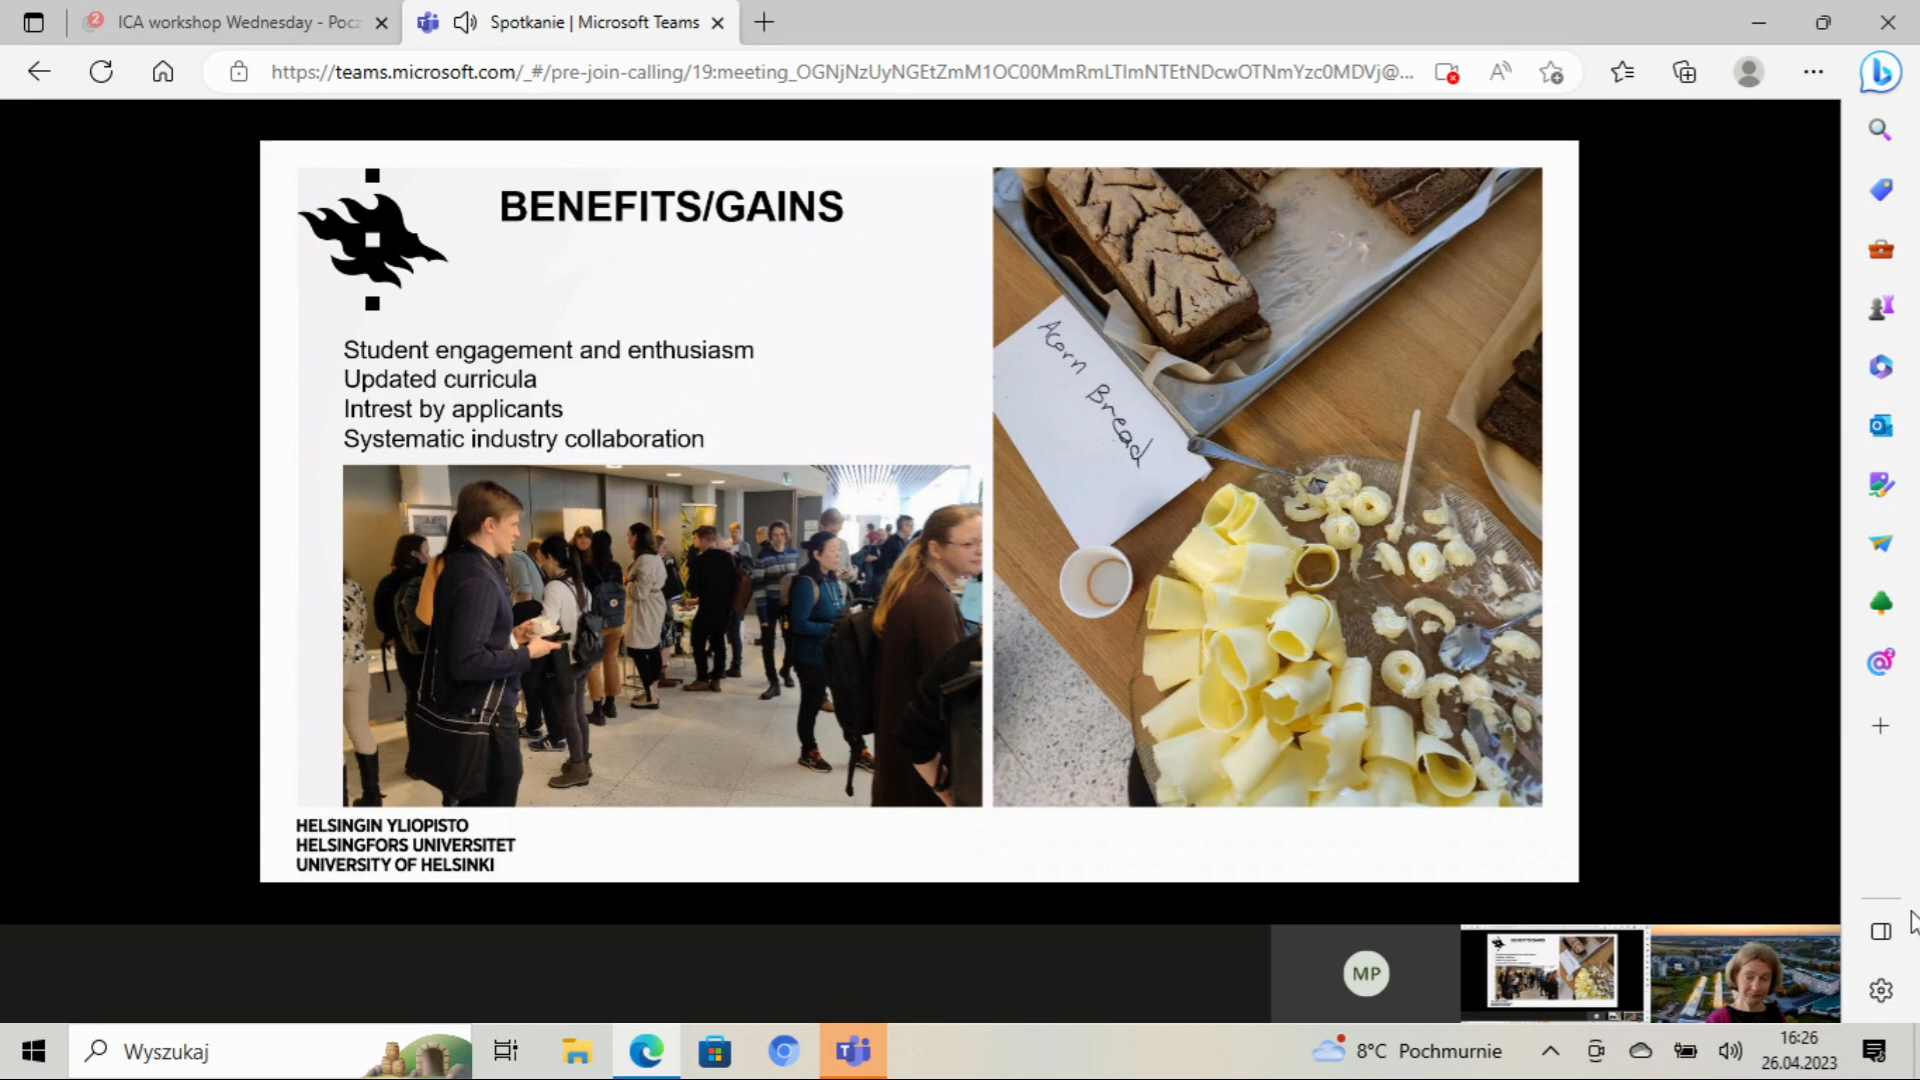 ICA workshop Wednesday - Pocz
Spotkanie | Microsoft Teams
https://teams.microsoft.com/_#/pre-join-calling/19:meeting_OGNjNzUyNGEtZmM1OC00MmRmLTlmNTEtNDcwOTNmYzc0MDVj@...
BENEFITS/GAINS
Student engagement and enthusiasm
Updated curricula
Intrest by applicants
Systematic industry collaboration
Acorn
Bread
HELSINGIN YLIOPISTO
HELSINGFORS UNIVERSITET
UNIVERSITY OF HELSINKI
MP
Wyszukaj
8°C Pochmurnie
16:26
26.04.2023